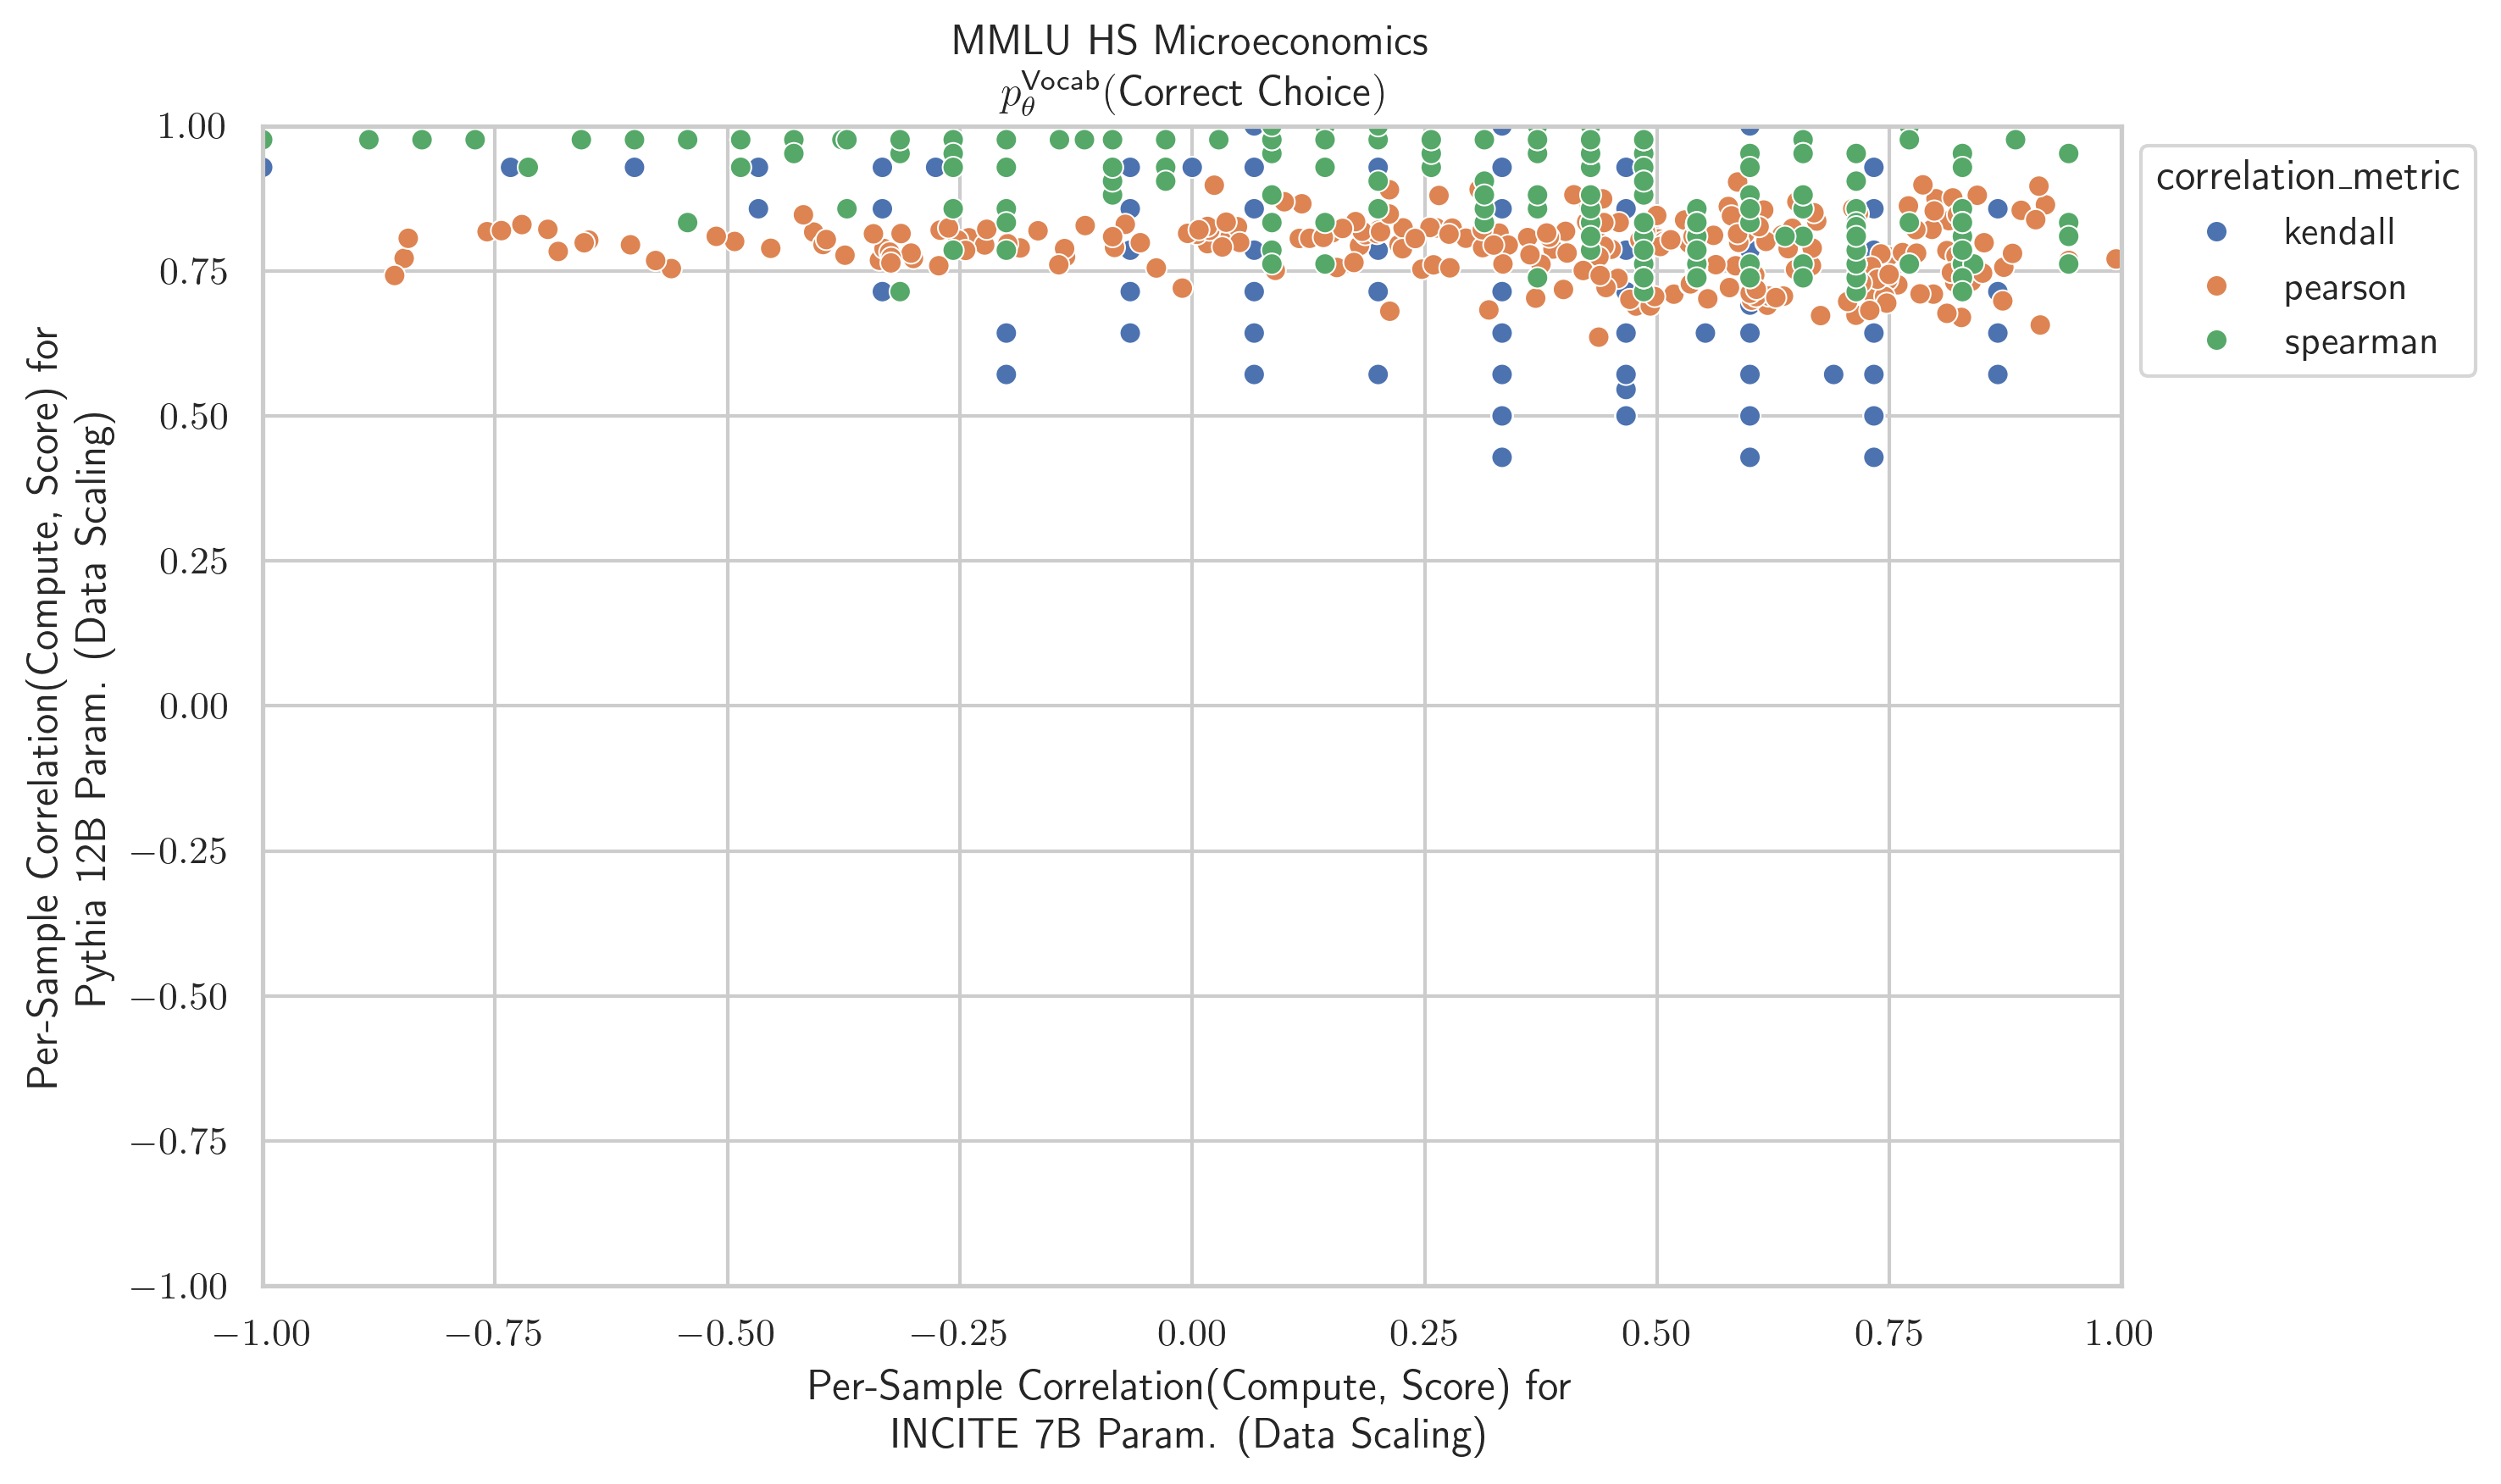 MMLU HS Microeconomics
p_θ^Vocab(Correct Choice)
1.00
0.75
0.50
0.25
0.00
−0.25
−0.50
−0.75
−1.00
Per-Sample Correlation(Compute, Score) for
Pythia 12B Param. (Data Scaling)
−1.00
−0.75
−0.50
−0.25
0.00
0.25
0.50
0.75
1.00
Per-Sample Correlation(Compute, Score) for
INCITE 7B Param. (Data Scaling)
correlation_metric
kendall
pearson
spearman